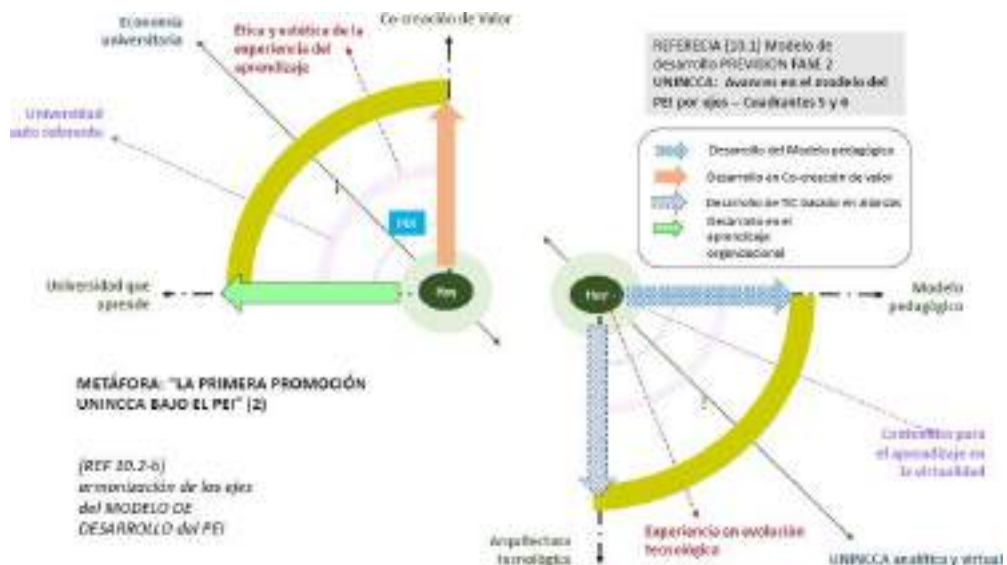 Economía
universitaria
Ética y estética de la
experiencia del
aprendizaje
Co-creación de Valor
Universidad
auto referente
PEI
Universidad que
aprende
Hoy
REFERECIA (10.1) Modelo de
desarrollo PREVISION FASE 2
UNINCCA: Avances en el modelo del
PEI por ejes – Cuadrantes 5 y 6
Desarrollo del Modelo pedagógico
Desarrollo en Co-creación de valor
Desarrollo de TIC basado en alianzas
Desarrollo en el
aprendizaje
organizacional
Hoy
Modelo
pedagógico
METÁFORA: "LA PRIMERA PROMOCIÓN
UNINCCA BAJO EL PEI" (2)
(REF 10.2-b)
armonización de los ejes
del MODELO DE
DESARROLLO del PEI
Contenidos para
el aprendizaje en
la virtualidad
Arquitectura
tecnológica
Experiencia en evolución
tecnológica
UNINCCA analítica y virtual